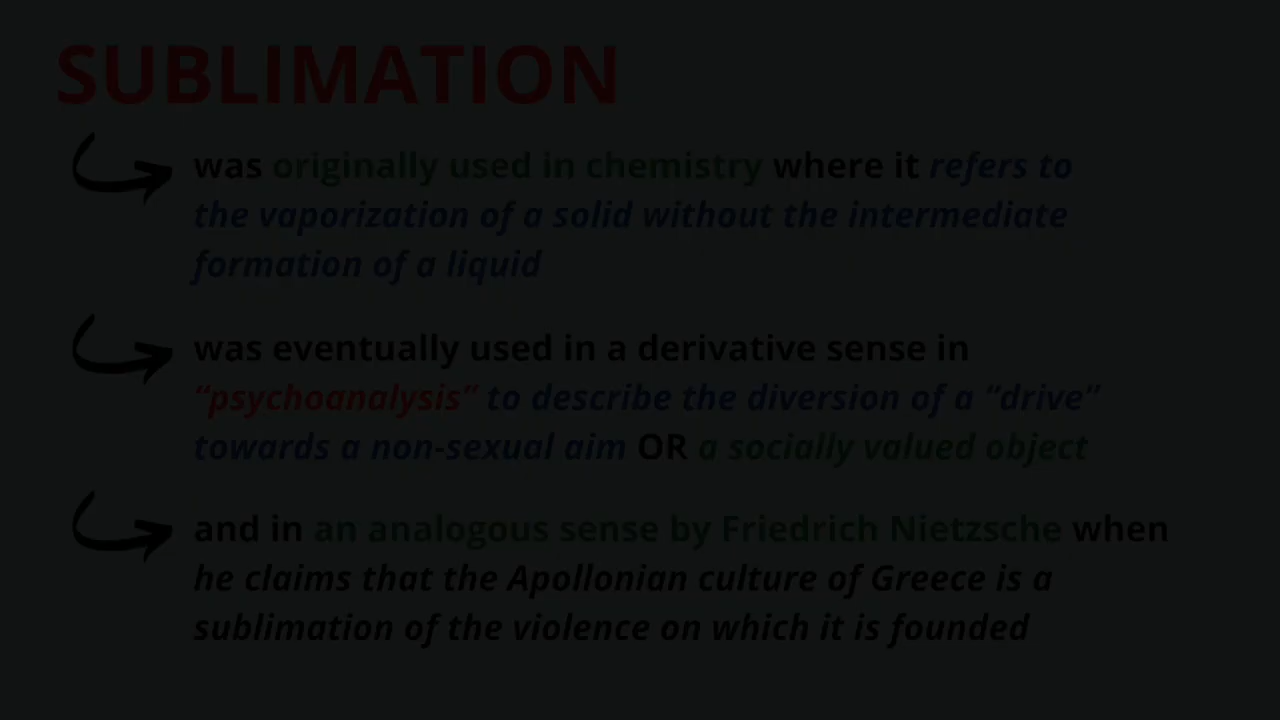 SUBLIMATION
was originally used in chemistry where it refers to
the vaporization of a solid without the intermediate
formation of a liquid
was eventually used in a derivative sense in
“psychoanalysis” to describe the diversion of a “drive”
towards a non-sexual aim OR a socially valued object
and in an analogous sense by Friedrich Nietzsche when
he claims that the Apollonian culture of Greece is a
sublimation of the violence on which it is founded